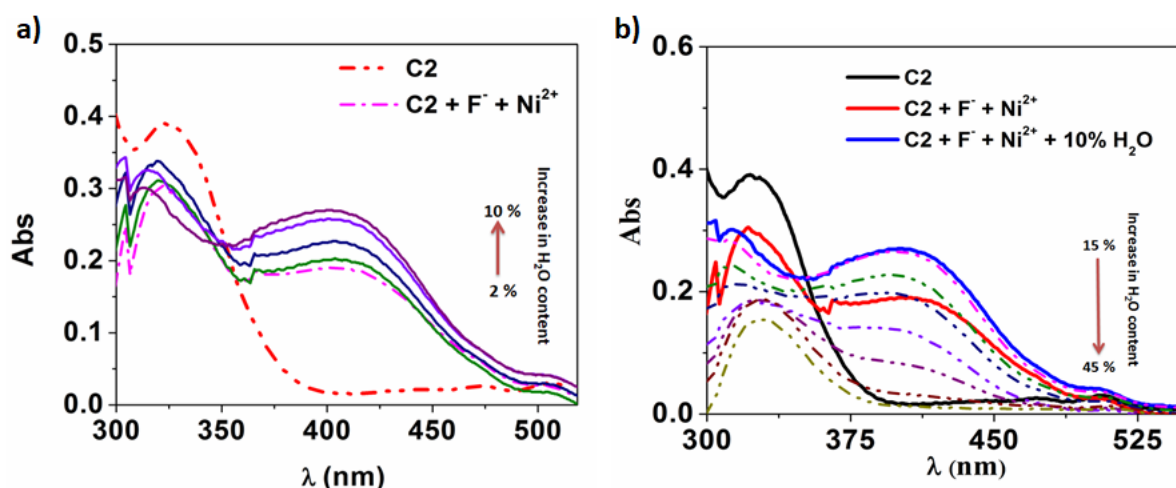 a)
0.5
0.4
0.3
0.2
0.1
0.0
Abs
C2
C2 + F⁻ + Ni²⁺
Increase in H₂O content
10 %
2 %
300
350
400
450
500
λ (nm)
b)
0.6
0.4
0.2
0.0
Abs
C2
C2 + F⁻ + Ni²⁺
C2 + F⁻ + Ni²⁺ + 10% H₂O
Increase in H₂O content
15 %
45 %
300
375
450
525
λ (nm)